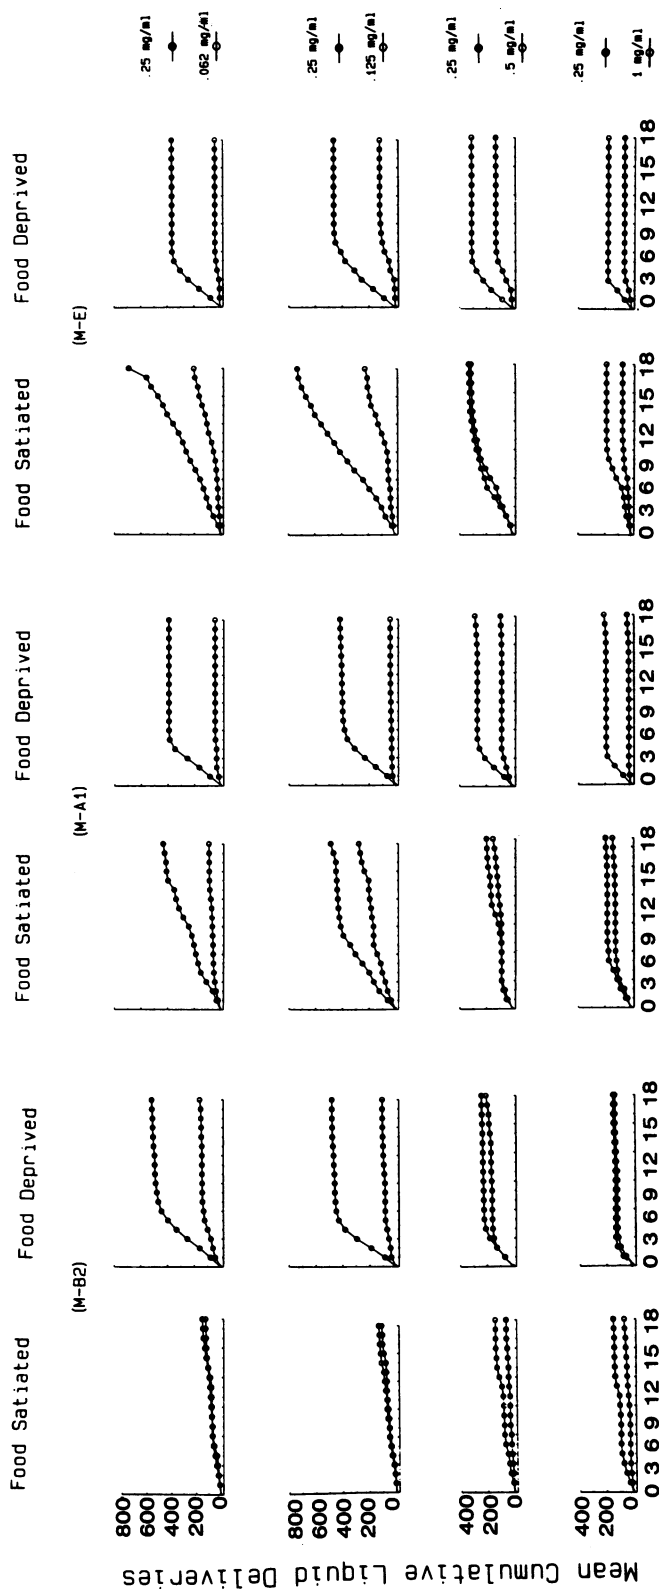 Food Satiated Food Deprived Food Satiated Food Deprived Food Satiated Food Deprived
(M-B2) (M-A1) (M-E)
800
600
400
200
0
.25 mg/ml
.062 mg/ml
800
600
400
200
0
.25 mg/ml
.125 mg/ml
400
200
0
.25 mg/ml
.5 mg/ml
400
200
0
.25 mg/ml
1 mg/ml
0 3 6 9 12 15 18 0 3 6 9 12 15 18 0 3 6 9 12 15 18 0 3 6 9 12 15 18 0 3 6 9 12 15 18 0 3 6 9 12 15 18
Mean Cumulative Liquid Deliveries